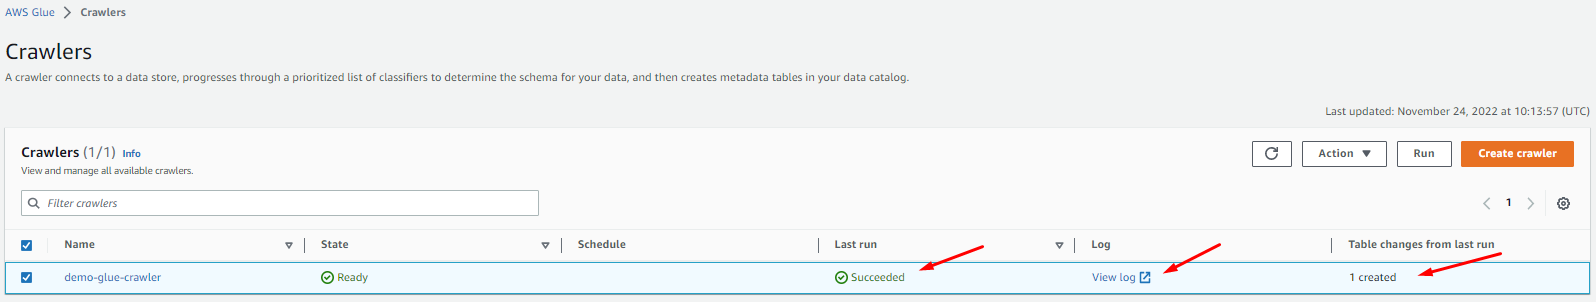 AWS Glue > Crawlers
Crawlers
A crawler connects to a data store, progresses through a prioritized list of classifiers to determine the schema for your data, and then creates metadata tables in your data catalog.
Last updated: November 24, 2022 at 10:13:57 (UTC)
Crawlers (1/1) Info
View and manage all available crawlers.
Action Run Create crawler
Filter crawlers
1
Name State Schedule Last run Log Table changes from last run
demo-glue-crawler Ready Succeeded View log 1 created